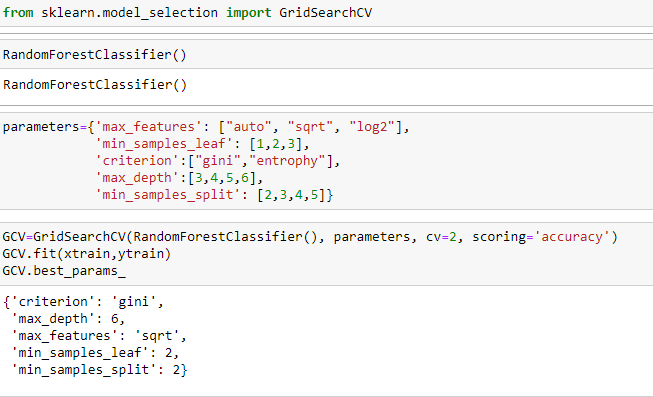 from sklearn.model_selection import GridSearchCV
RandomForestClassifier()
RandomForestClassifier()
parameters={'max_features': ["auto", "sqrt", "log2"],
            'min_samples_leaf': [1,2,3],
            'criterion':["gini","entrophy"],
            'max_depth':[3,4,5,6],
            'min_samples_split': [2,3,4,5]}
GCV=GridSearchCV(RandomForestClassifier(), parameters, cv=2, scoring='accuracy')
GCV.fit(xtrain,ytrain)
GCV.best_params_
{'criterion': 'gini',
 'max_depth': 6,
 'max_features': 'sqrt',
 'min_samples_leaf': 2,
 'min_samples_split': 2}